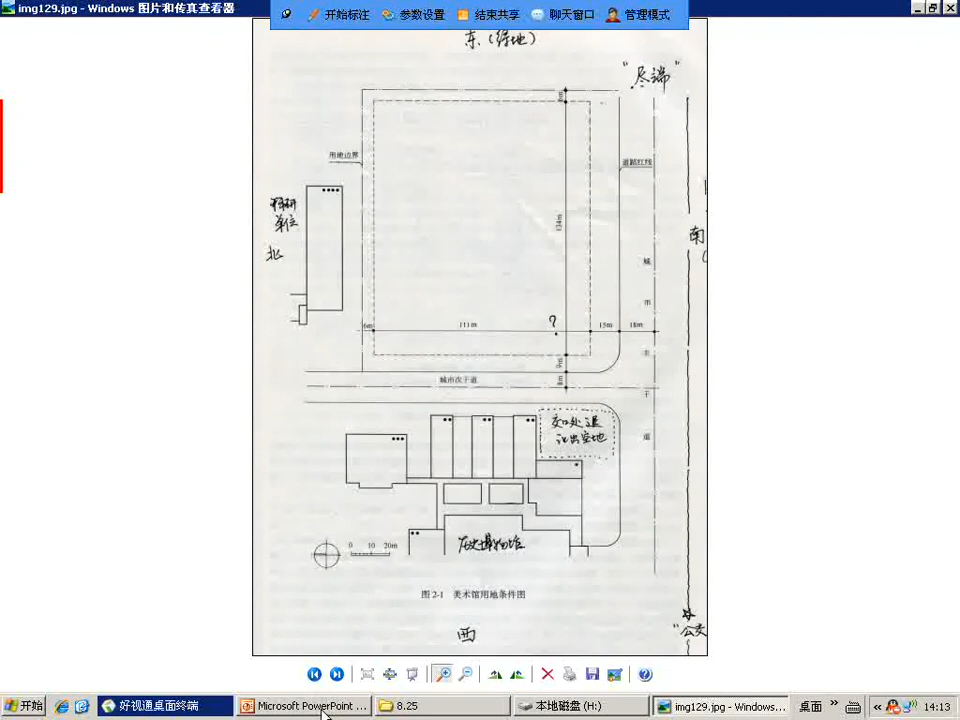 img129.jpg - Windows 图片和传真查看器
开始标注 参数设置 结束共享 聊天窗口 管理模式
东.(绿地)
"尽端"
6m
用地边界
道路红线
科研
单位
北
134m
南
城
市
主
干
道
?
6m 111m 15m 18m
9m
8m
城市次干道
交口处退
让出空地
历史博物馆
0 10 20m
图 2-1 美术馆用地条件图
西
"公交
开始 好视通桌面终端 Microsoft PowerPoint ... 8.25 本地磁盘 (H:) img129.jpg - Windows... 桌面 » « 14:13